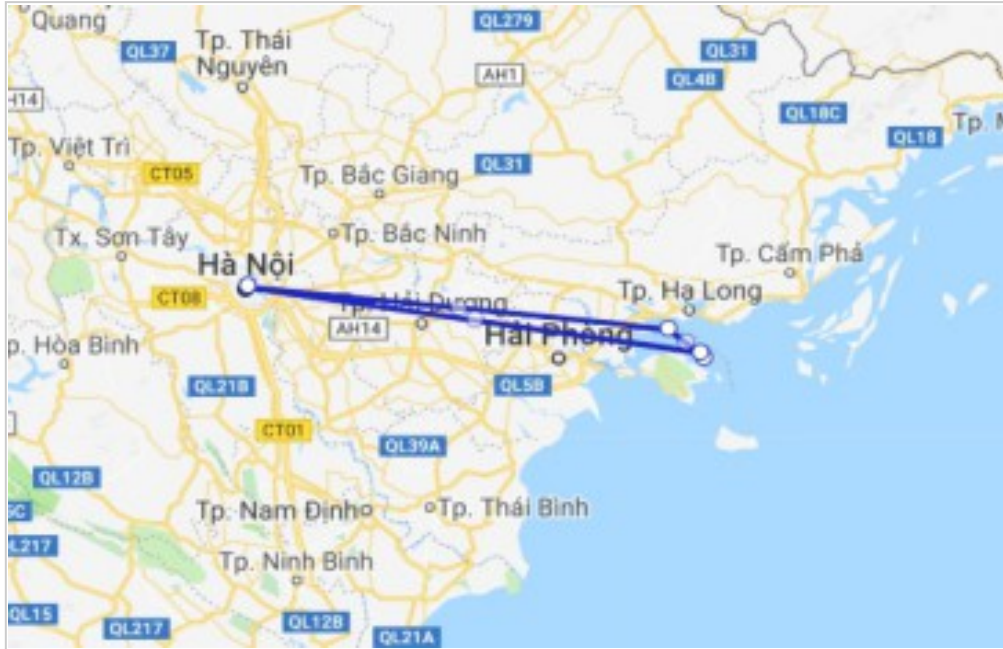 Quang
QL37
Tp. Thái
Nguyên
QL279
AH1
QL31
QL4B
QL18C
QL18
Tp. M
H14
Tp. Việt Trì
CT05
Tp. Bắc Giang
QL31
Tx. Sơn Tây
Tp. Bắc Ninh
Hà Nội
Tp. Cẩm Phả
CT08
Tp. Hải Dương
Tp. Hạ Long
AH14
Hải Phòng
p. Hòa Bình
QL21B
QL5B
CT01
QL39A
QL12B
Tp. Nam Định
Tp. Thái Bình
L217
Tp. Ninh Bình
QL15
QL217
QL12B
QL21A